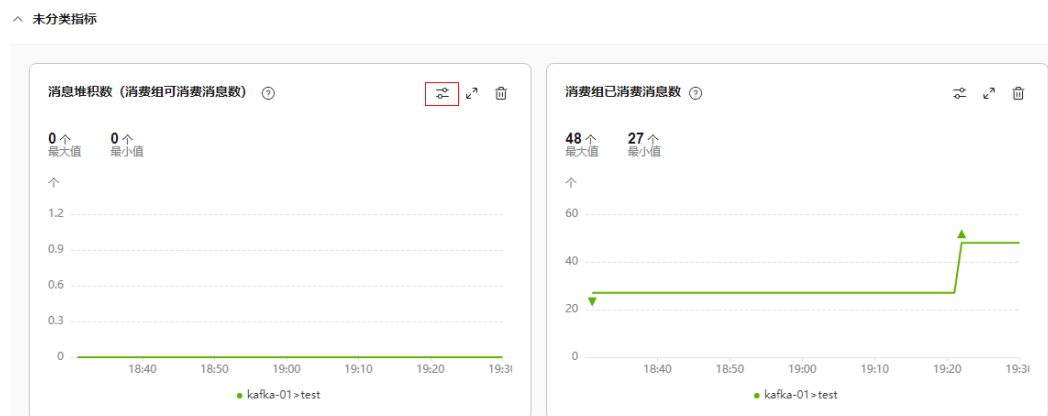 未分类指标
消息堆积数（消费组可消费消息数）
0 个 0 个
最大值 最小值
个
1.2
0.9
0.6
0.3
0
18:40 18:50 19:00 19:10 19:20 19:3
kafka-01>test
消费组已消费消息数
48 个 27 个
最大值 最小值
个
60
40
20
0
18:40 18:50 19:00 19:10 19:20 19:3
kafka-01>test